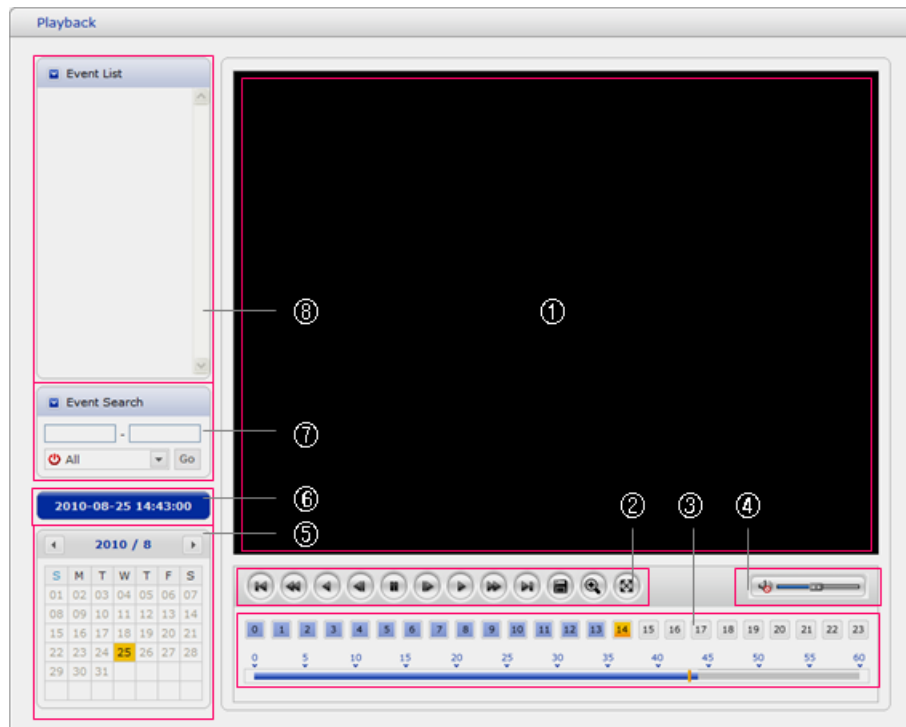 Playback
Event List
⑧
①
Event Search
-
⑦
All
Go
2010-08-25 14:43:00
⑥
②
③
④
⑤
2010 / 8
S M T W T F S
01 02 03 04 05 06 07
08 09 10 11 12 13 14
15 16 17 18 19 20 21
22 23 24 25 26 27 28
29 30 31
0 1 2 3 4 5 6 7 8 9 10 11 12 13 14 15 16 17 18 19 20 21 22 23
0 5 10 15 20 25 30 35 40 45 50 55 60